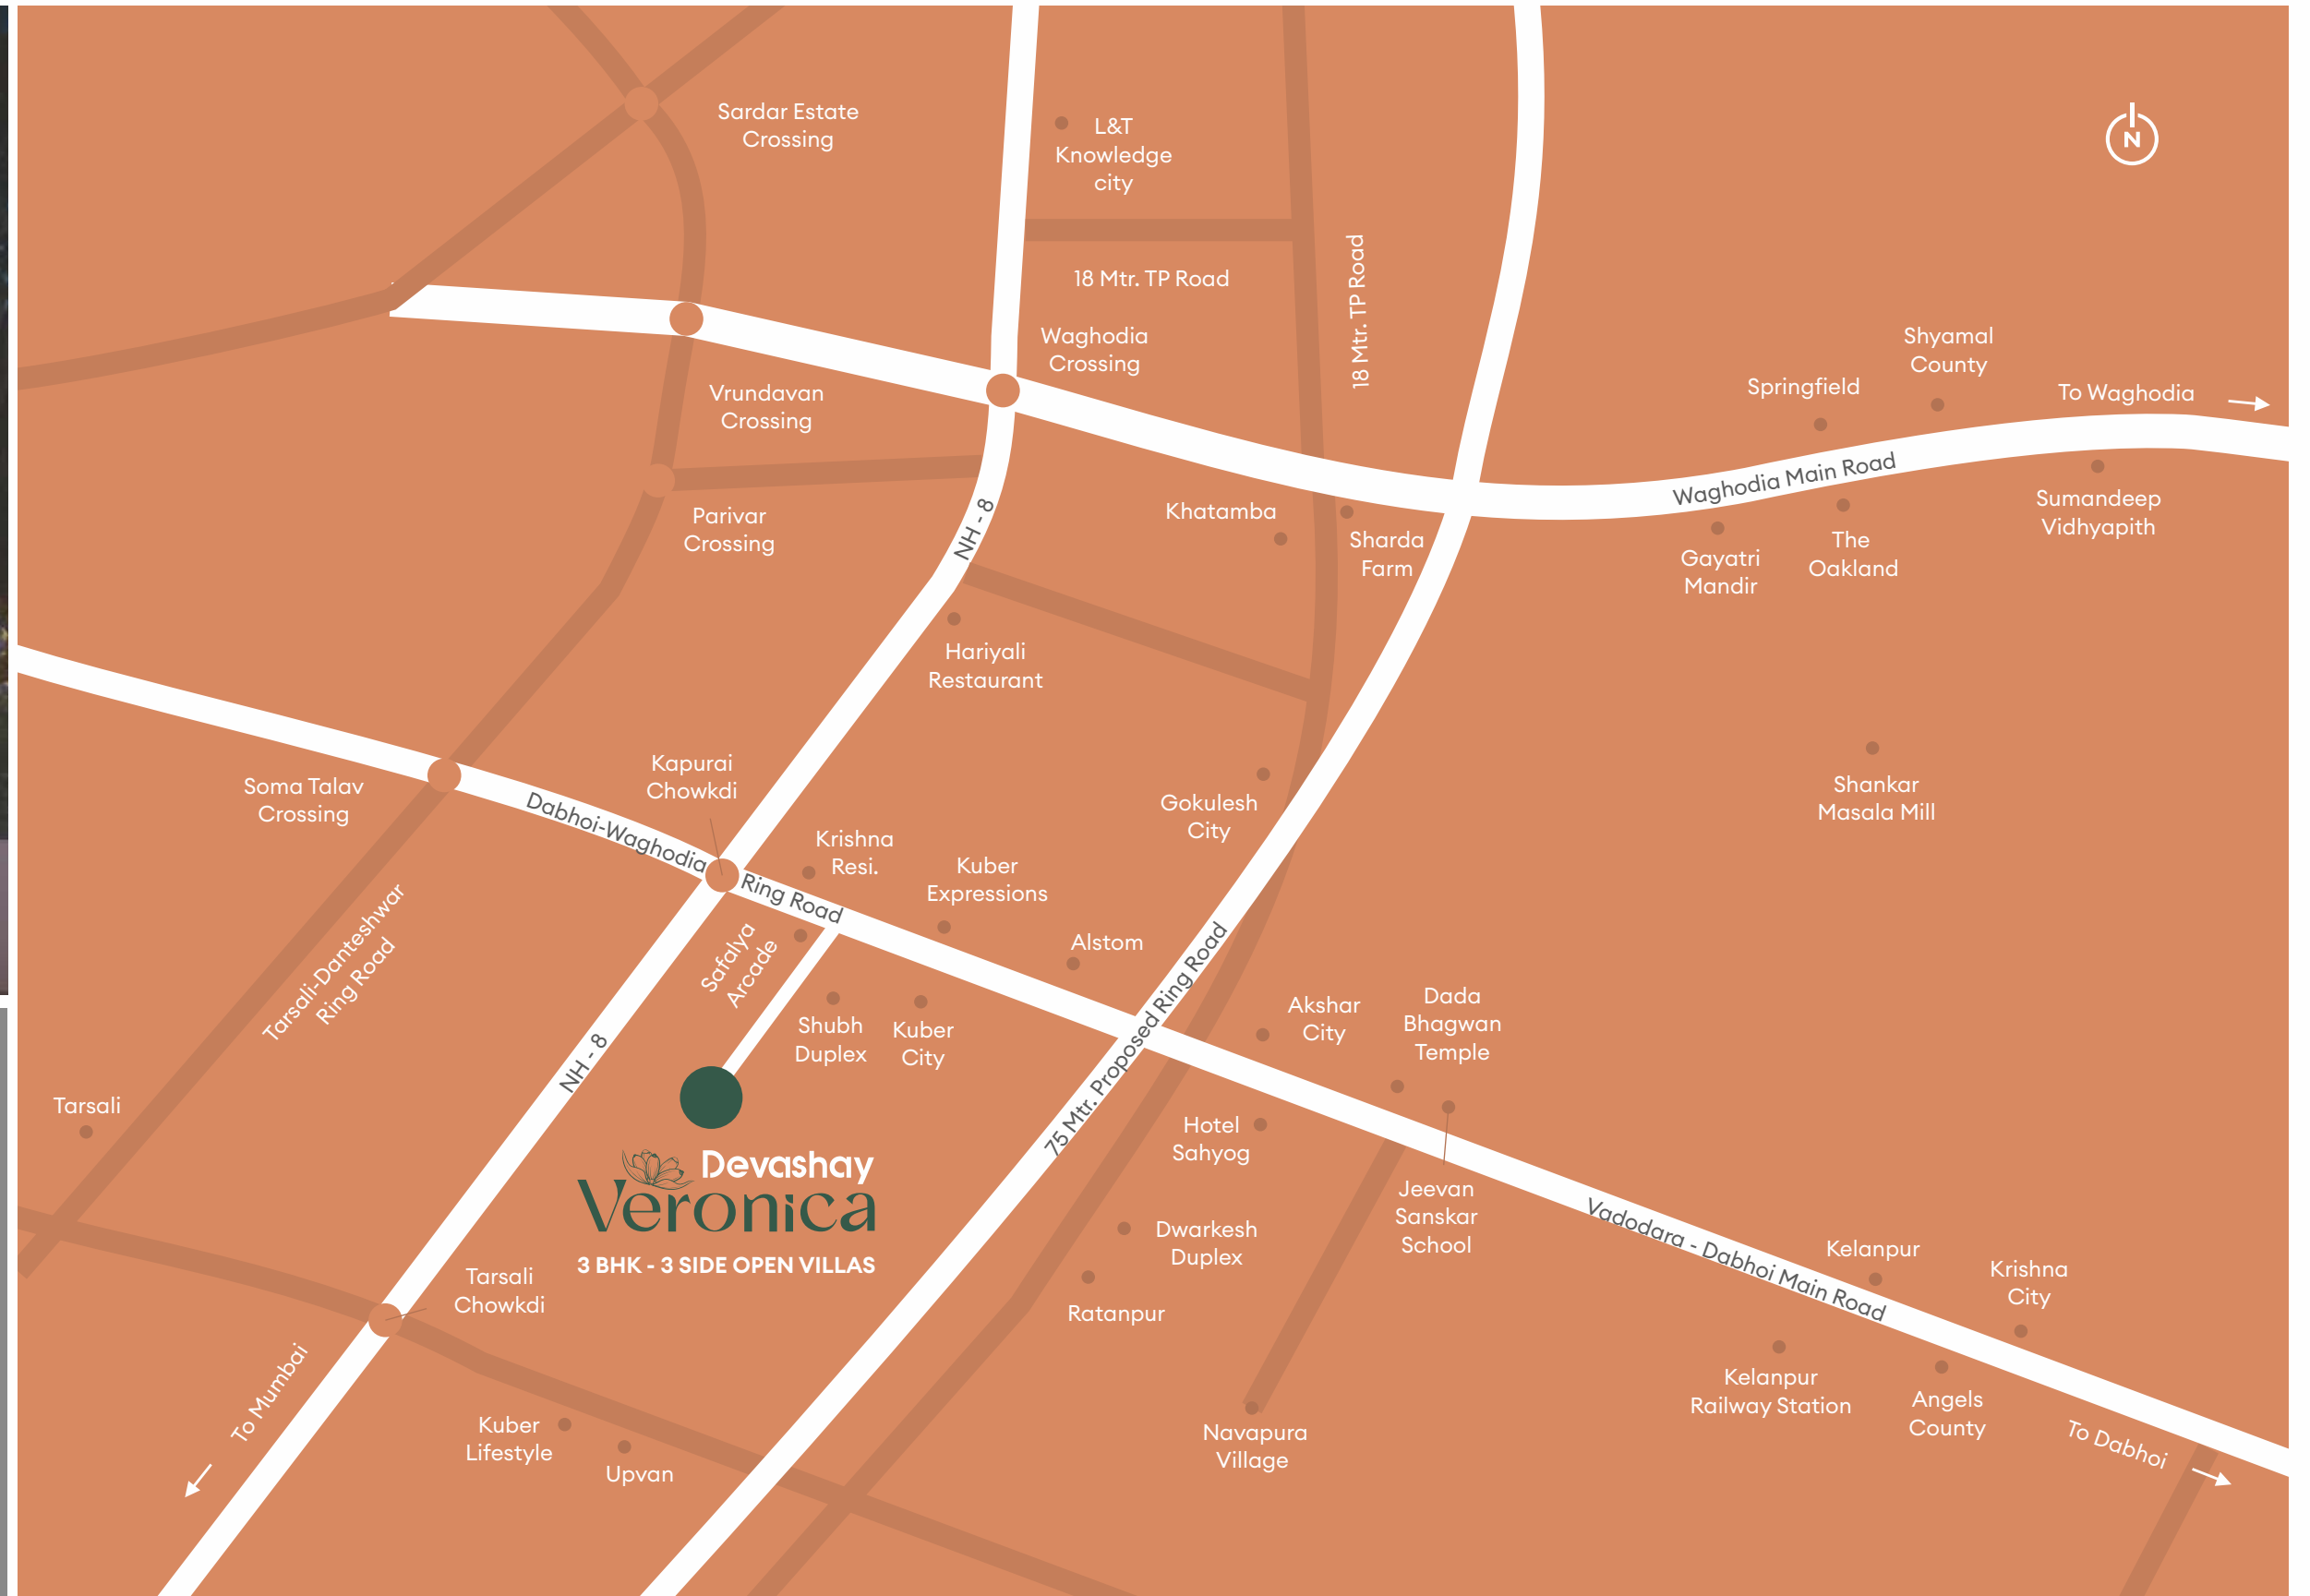 Sardar Estate
Crossing
L&T
Knowledge
city
N
18 Mtr. TP Road
18 Mtr. TP Road
Waghodia
Crossing
Vrundavan
Crossing
Shyamal
County
Springfield
To Waghodia
Waghodia Main Road
Parivar
Crossing
NH - 8
Khatamba
Sharda
Farm
Gayatri
Mandir
The
Oakland
Sumandeep
Vidhyapith
Hariyali
Restaurant
Kapurai
Chowkdi
Soma Talav
Crossing
Dabhoi-Waghodia
Ring Road
Krishna
Resi.
Kuber
Expressions
Gokulesh
City
Shankar
Masala Mill
Tarsali-Danteshwar
Ring Road
Safalya
Arcade
Alstom
75 Mtr. Proposed Ring Road
Shubh
Duplex
Kuber
City
Akshar
City
Dada
Bhagwan
Temple
NH - 8
Tarsali
Hotel
Sahyog
Devashay
Veronica
3 BHK - 3 SIDE OPEN VILLAS
Jeevan
Sanskar
School
Dwarkesh
Duplex
Ratanpur
Vadodara - Dabhoi Main Road
Kelanpur
Krishna
City
Tarsali
Chowkdi
To Mumbai
Kelanpur
Railway Station
Angels
County
To Dabhoi
Kuber
Lifestyle
Upvan
Navapura
Village